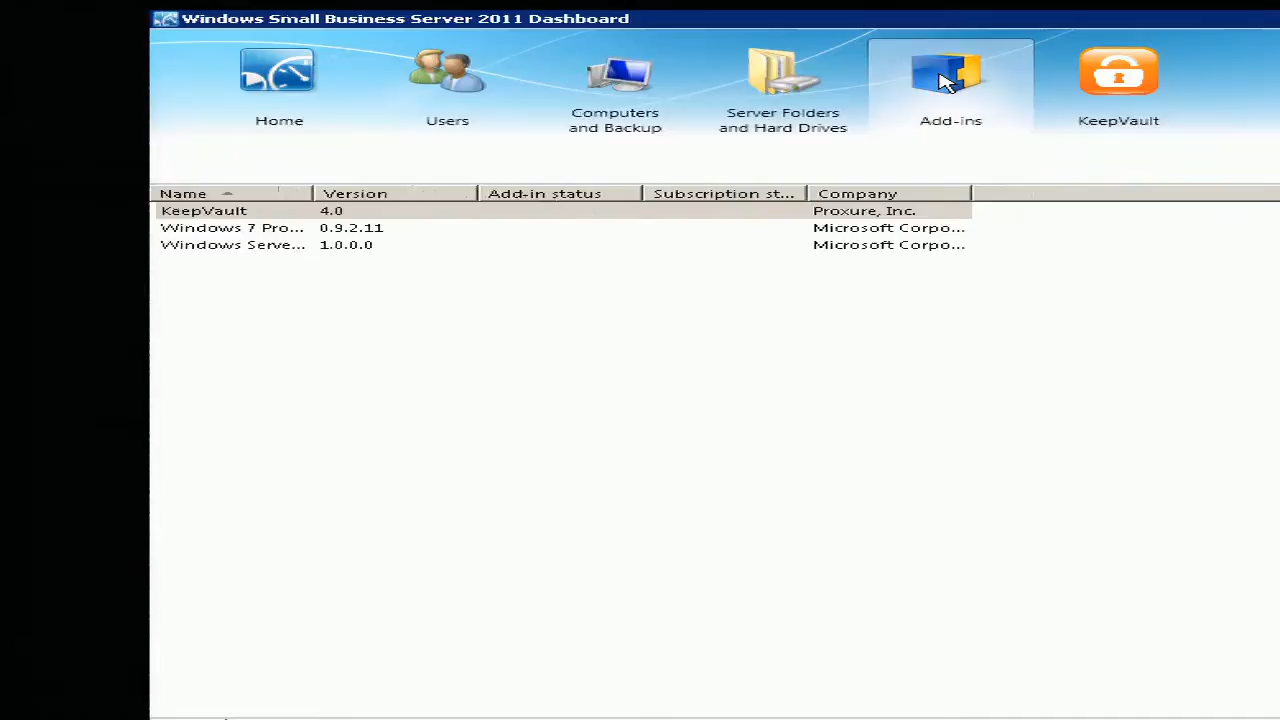 Windows Small Business Server 2011 Dashboard
Home
Users
Computers
and Backup
Server Folders
and Hard Drives
Add-ins
KeepVault
Name Version Add-in status Subscription st... Company
KeepVault 4.0 Proxure, Inc.
Windows 7 Pro... 0.9.2.11 Microsoft Corpo...
Windows Serve... 1.0.0.0 Microsoft Corpo...